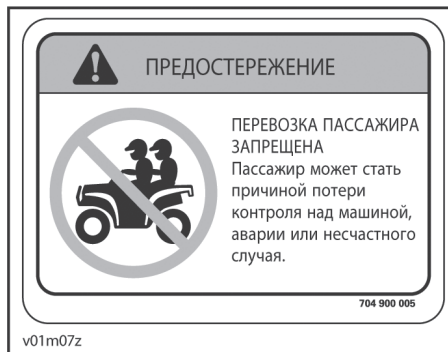 ПРЕДОСТЕРЕЖЕНИЕ
ПЕРЕВОЗКА ПАССАЖИРА
ЗАПРЕЩЕНА
Пассажир может стать
причиной потери
контроля над машиной,
аварии или несчастного
случая.
704 900 005
v01m07z